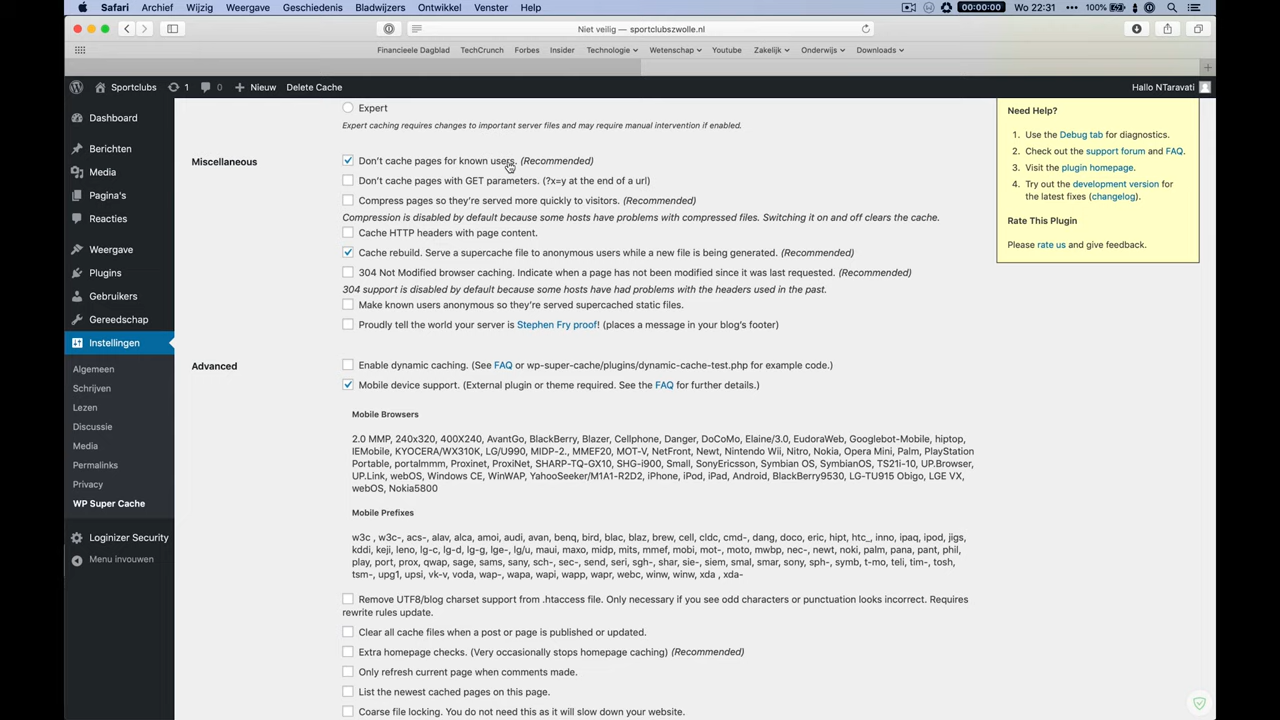 Safari Archief Wijzig Weergave Geschiedenis Bladwijzers Ontwikkel Venster Help 00:00:00 Wo 22:31 100%
Niet veilig — sportclubszwolle.nl
Financieele Dagblad TechCrunch Forbes Insider Technologie Wetenschap Youtube Zakelijk Onderwijs Downloads
Sportclubs 1 0 Nieuw Delete Cache Hallo NTaravati
Dashboard
Berichten
Media
Pagina's
Reacties
Weergave
Plugins
Gebruikers
Gereedschap
Instellingen
Algemeen
Schrijven
Lezen
Discussie
Media
Permalinks
Privacy
WP Super Cache
Loginizer Security
Menu invouwen
Expert
Expert caching requires changes to important server files and may require manual intervention if enabled.
Miscellaneous
Don't cache pages for known users. (Recommended)
Don't cache pages with GET parameters. (?x=y at the end of a url)
Compress pages so they're served more quickly to visitors. (Recommended)
Compression is disabled by default because some hosts have problems with compressed files. Switching it on and off clears the cache.
Cache HTTP headers with page content.
Cache rebuild. Serve a supercache file to anonymous users while a new file is being generated. (Recommended)
304 Not Modified browser caching. Indicate when a page has not been modified since it was last requested. (Recommended)
304 support is disabled by default because some hosts have had problems with the headers used in the past.
Make known users anonymous so they're served supercached static files.
Proudly tell the world your server is Stephen Fry proof! (places a message in your blog's footer)
Advanced
Enable dynamic caching. (See FAQ or wp-super-cache/plugins/dynamic-cache-test.php for example code.)
Mobile device support. (External plugin or theme required. See the FAQ for further details.)
Mobile Browsers
2.0 MMP, 240x320, 400X240, AvantGo, BlackBerry, Blazer, Cellphone, Danger, DoCoMo, Elaine/3.0, EudoraWeb, Googlebot-Mobile, hiptop,
IEMobile, KYOCERA/WX310K, LG/U990, MIDP-2., MMEF20, MOT-V, NetFront, Newt, Nintendo Wii, Nitro, Nokia, Opera Mini, Palm, PlayStation
Portable, portalmmm, Proxinet, ProxiNet, SHARP-TQ-GX10, SHG-i900, Small, SonyEricsson, Symbian OS, SymbianOS, TS21i-10, UP.Browser,
UP.Link, webOS, Windows CE, WinWAP, YahooSeeker/M1A1-R2D2, iPhone, iPod, iPad, Android, BlackBerry9530, LG-TU915 Obigo, LGE VX,
webOS, Nokia5800
Mobile Prefixes
w3c , w3c-, acs-, alav, alca, amoi, audi, avan, benq, bird, blac, blaz, brew, cell, cldc, cmd-, dang, doco, eric, hipt, htc_, inno, ipaq, ipod, jigs,
kddi, keji, leno, lg-c, lg-d, lg-g, lge-, lg/u, maui, maxo, midp, mits, mmef, mobi, mot-, moto, mwbp, nec-, newt, noki, palm, pana, pant, phil,
play, port, prox, qwap, sage, sams, sany, sch-, sec-, send, seri, sgh-, shar, sie-, siem, smal, smar, sony, sph-, symb, t-mo, teli, tim-, tosh,
tsm-, upg1, upsi, vk-v, voda, wap-, wapa, wapi, wapp, wapr, webc, winw, winw, xda , xda-
Remove UTF8/blog charset support from .htaccess file. Only necessary if you see odd characters or punctuation looks incorrect. Requires
rewrite rules update.
Clear all cache files when a post or page is published or updated.
Extra homepage checks. (Very occasionally stops homepage caching) (Recommended)
Only refresh current page when comments made.
List the newest cached pages on this page.
Coarse file locking. You do not need this as it will slow down your website.
Need Help?
1. Use the Debug tab for diagnostics.
2. Check out the support forum and FAQ.
3. Visit the plugin homepage.
4. Try out the development version for
the latest fixes (changelog).
Rate This Plugin
Please rate us and give feedback.